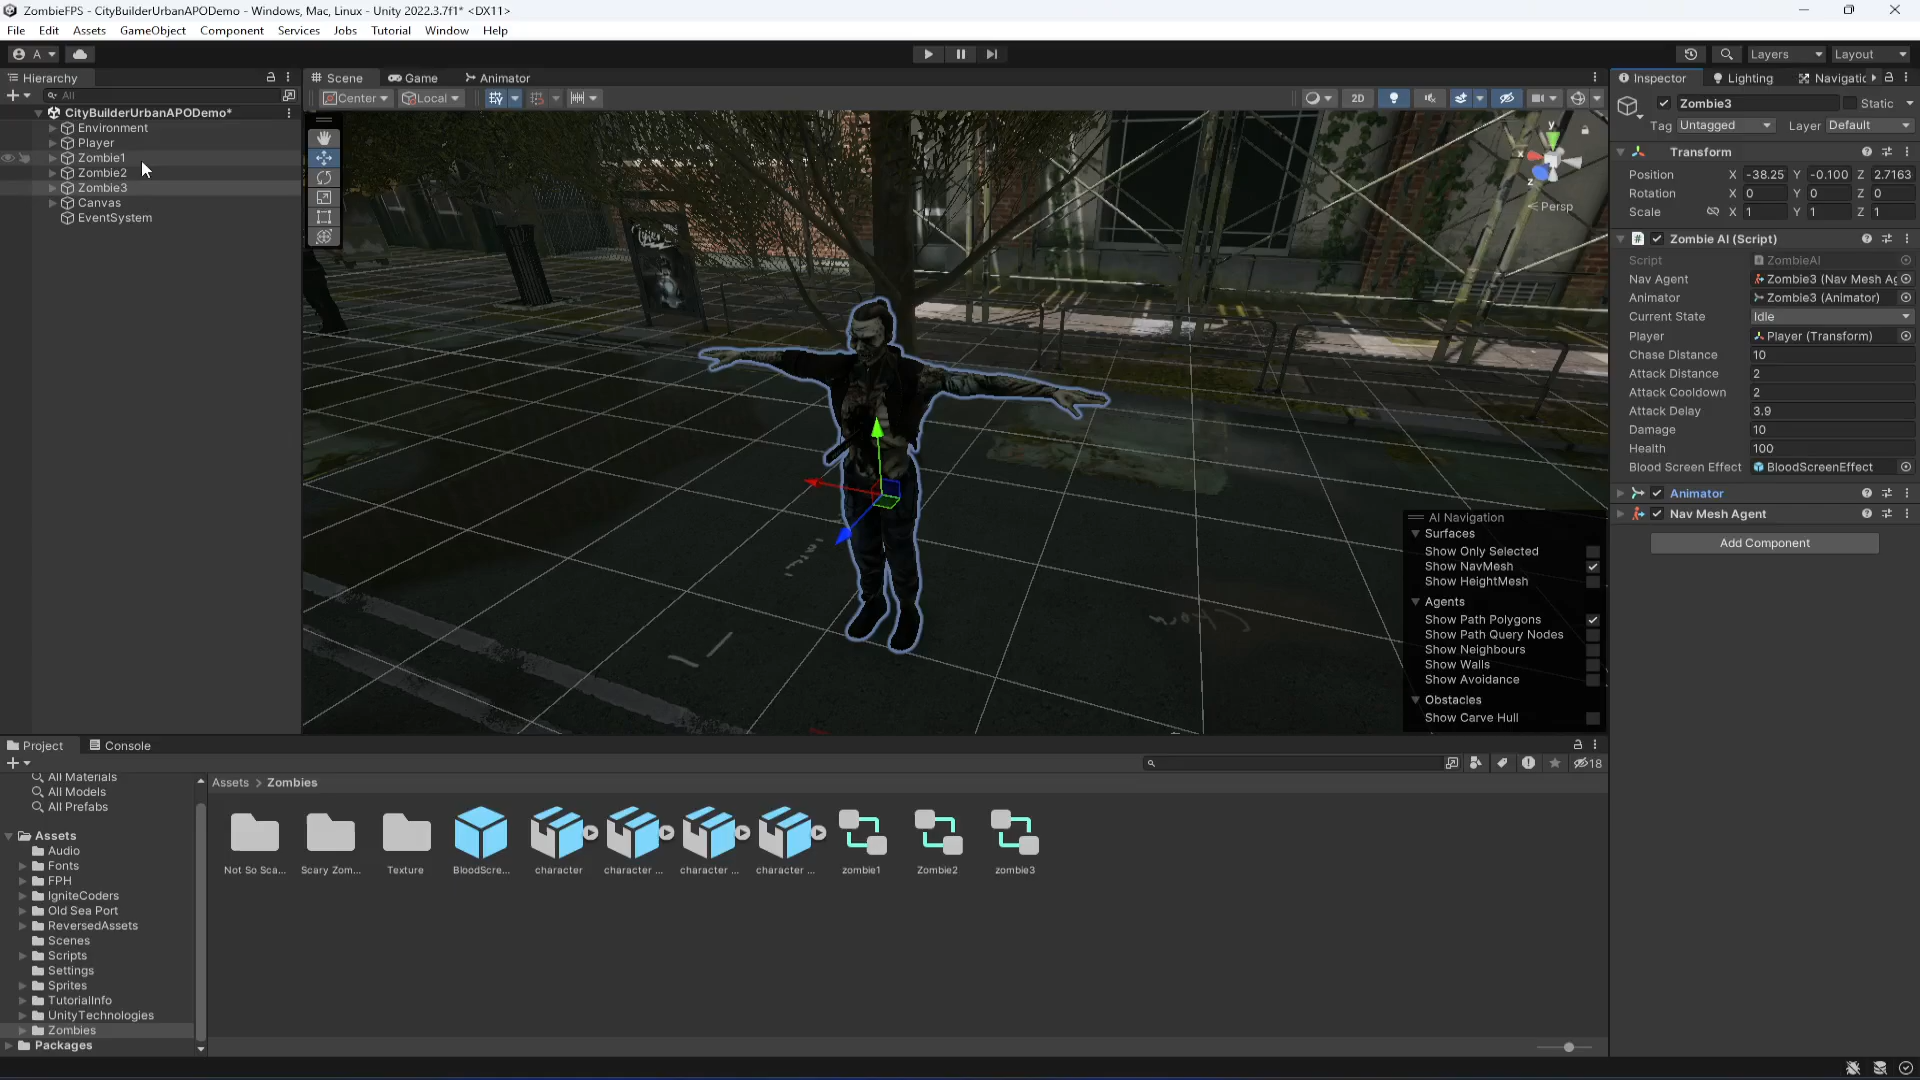 ZombieFPS - CityBuilderUrbanAPODemo - Windows, Mac, Linux - Unity 2022.3.7f1* <DX11>
File Edit Assets GameObject Component Services Jobs Tutorial Window Help
A Layers Layout
Hierarchy Scene Game Animator Inspector Lighting Navigatic
All Center Local 2D Zombie3 Static
CityBuilderUrbanAPODemo*
Tag Untagged Layer Default
Environment
Player
Zombie1
Zombie2
Zombie3
Canvas
EventSystem
y
x
z
Persp
Transform
Position X -38.25 Y -0.100 Z 2.7163
Rotation X 0 Y 0 Z 0
Scale X 1 Y 1 Z 1
# Zombie AI (Script)
Script ZombieAI
Nav Agent Zombie3 (Nav Mesh Ag
Animator Zombie3 (Animator)
Current State Idle
Player Player (Transform)
Chase Distance 10
Attack Distance 2
Attack Cooldown 2
Attack Delay 3.9
Damage 10
Health 100
Blood Screen Effect BloodScreenEffect
Animator
Nav Mesh Agent
Add Component
AI Navigation
Surfaces
Show Only Selected
Show NavMesh
Show HeightMesh
Agents
Show Path Polygons
Show Path Query Nodes
Show Neighbours
Show Walls
Show Avoidance
Obstacles
Show Carve Hull
Project Console
18
All Materials
All Models
All Prefabs
Assets
Audio
Fonts
FPH
IgniteCoders
Old Sea Port
ReversedAssets
Scenes
Scripts
Settings
Sprites
TutorialInfo
UnityTechnologies
Zombies
Packages
Assets > Zombies
Not So Sca... Scary Zom... Texture BloodScre... character character ... character ... character ... zombie1 Zombie2 zombie3